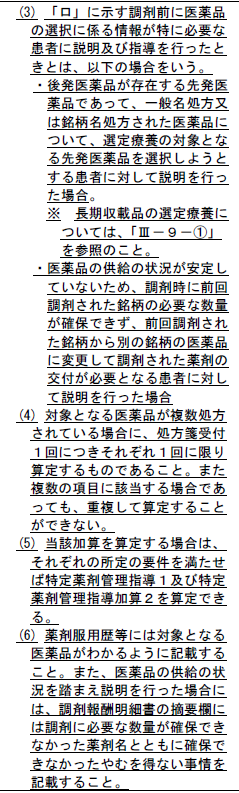 (3) 「ロ」に示す調剤前に医薬品
の選択に係る情報が特に必要な
患者に説明及び指導を行ったと
きとは、以下の場合をいう。
・後発医薬品が存在する先発医
薬品であって、一般名処方又
は銘柄名処方された医薬品に
ついて、選定療養の対象とな
る先発医薬品を選択しようと
する患者に対して説明を行っ
た場合。
※ 長期収載品の選定療養に
ついては、「Ⅲ－９－①」
を参照のこと。
・医薬品の供給の状況が安定し
ていないため、調剤時に前回
調剤された銘柄の必要な数量
が確保できず、前回調剤され
た銘柄から別の銘柄の医薬品
に変更して調剤された薬剤の
交付が必要となる患者に対し
て説明を行った場合
(4) 対象となる医薬品が複数処方
されている場合に、処方箋受付
１回につきそれぞれ１回に限り
算定するものであること。また
複数の項目に該当する場合であ
っても、重複して算定すること
ができない。
(5) 当該加算を算定する場合は、
それぞれの所定の要件を満たせ
ば特定薬剤管理指導１及び特定
薬剤管理指導加算２を算定でき
る。
(6) 薬剤服用歴等には対象となる
医薬品がわかるように記載する
こと。また、医薬品の供給の状
況を踏まえ説明を行った場合に
は、調剤報酬明細書の摘要欄に
は調剤に必要な数量が確保でき
なかった薬剤名とともに確保で
きなかったやむを得ない事情を
記載すること。